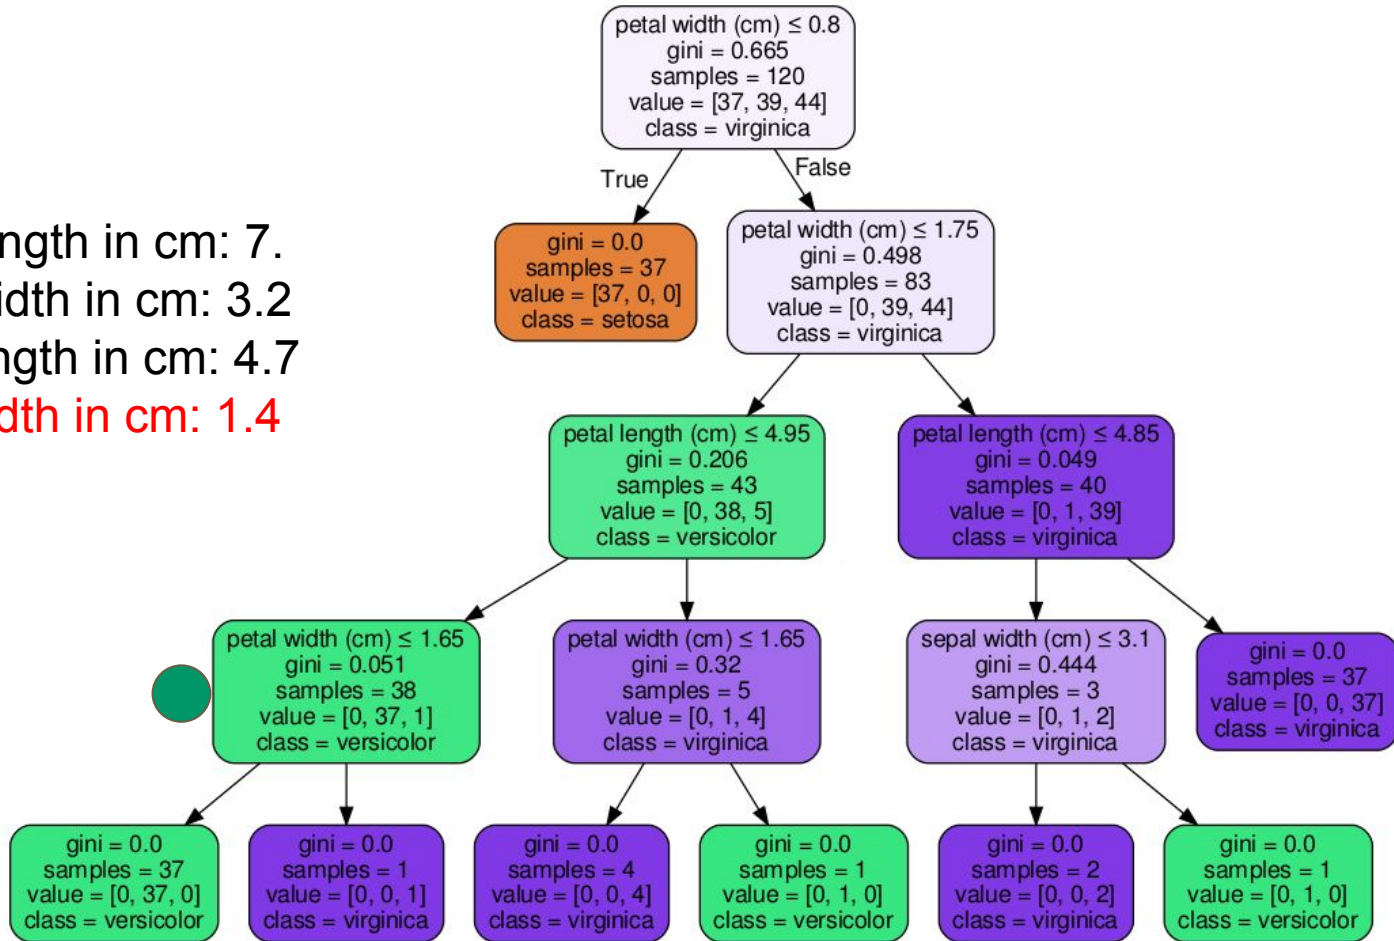 petal width (cm) ≤ 0.8
gini = 0.665
samples = 120
value = [37, 39, 44]
class = virginica
True
False
ngth in cm: 7.
idth in cm: 3.2
ngth in cm: 4.7
dth in cm: 1.4
gini = 0.0
samples = 37
value = [37, 0, 0]
class = setosa
petal width (cm) ≤ 1.75
gini = 0.498
samples = 83
value = [0, 39, 44]
class = virginica
petal length (cm) ≤ 4.95
gini = 0.206
samples = 43
value = [0, 38, 5]
class = versicolor
petal length (cm) ≤ 4.85
gini = 0.049
samples = 40
value = [0, 1, 39]
class = virginica
petal width (cm) ≤ 1.65
gini = 0.051
samples = 38
value = [0, 37, 1]
class = versicolor
petal width (cm) ≤ 1.65
gini = 0.32
samples = 5
value = [0, 1, 4]
class = virginica
sepal width (cm) ≤ 3.1
gini = 0.444
samples = 3
value = [0, 1, 2]
class = virginica
gini = 0.0
samples = 37
value = [0, 0, 37]
class = virginica
gini = 0.0
samples = 37
value = [0, 37, 0]
class = versicolor
gini = 0.0
samples = 1
value = [0, 0, 1]
class = virginica
gini = 0.0
samples = 4
value = [0, 0, 4]
class = virginica
gini = 0.0
samples = 1
value = [0, 1, 0]
class = versicolor
gini = 0.0
samples = 2
value = [0, 0, 2]
class = virginica
gini = 0.0
samples = 1
value = [0, 1, 0]
class = versicolor